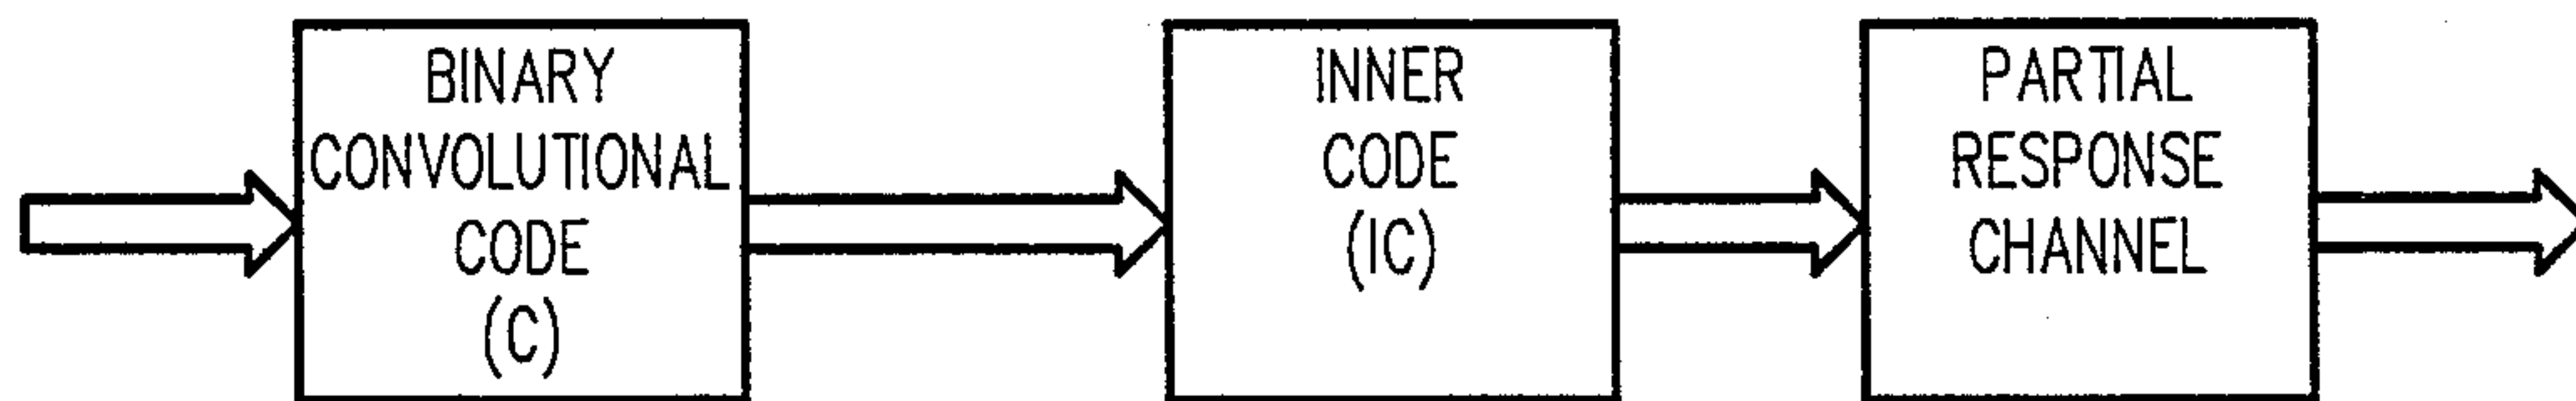 BINARY
CONVOLUTIONAL
CODE
(C)
INNER
CODE
(IC)
PARTIAL
RESPONSE
CHANNEL